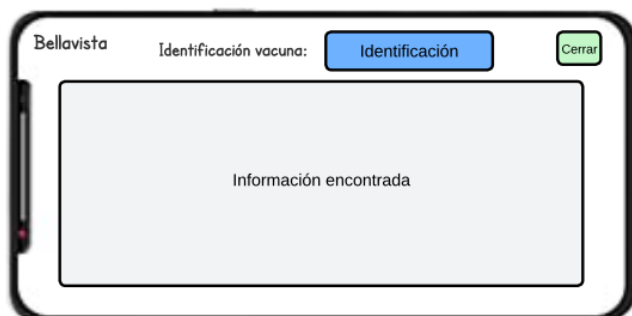 Bellavista
Identificación vacuna: Identificación
Cerrar
Información encontrada